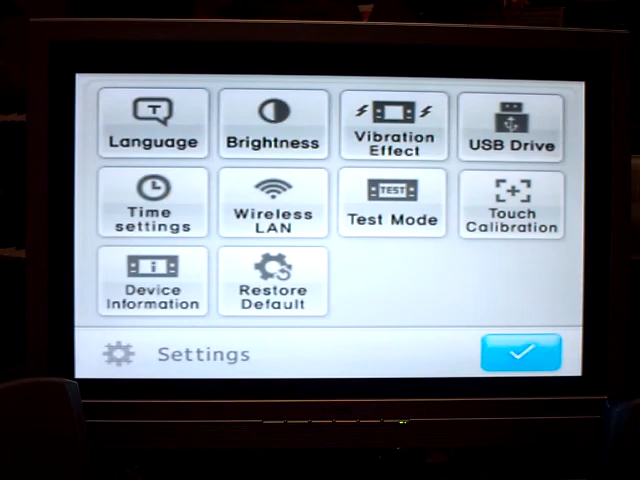 T
Language
Brightness
Vibration
Effect
USB Drive
Time
settings
Wireless
LAN
TEST
Test Mode
Touch
Calibration
i
Device
Information
Restore
Default
Settings